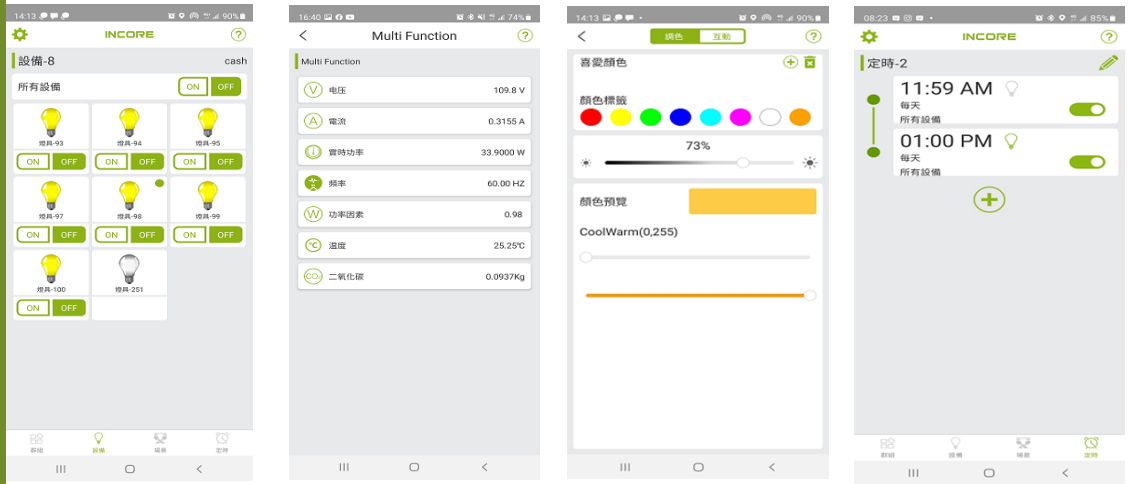 14:13
90%
INCORE
?
設備-8
cash
所有設備
ON OFF
燈具-93
燈具-94
燈具-95
ON OFF
ON OFF
ON OFF
燈具-97
燈具-98
燈具-99
ON OFF
ON OFF
ON OFF
燈具-100
燈具-251
ON OFF
群組
設備
場景
定時
16:40
74%
Multi Function
?
Multi Function
V 电压 109.8 V
A 電流 0.3155 A
實時功率 33.9000 W
頻率 60.00 HZ
W 功率因素 0.98
°C 溫度 25.25℃
CO₂ 二氧化碳 0.0937Kg
14:13
90%
調色 互動
?
喜愛顏色
顏色標籤
73%
顏色預覽
CoolWarm(0,255)
08:23
85%
INCORE
?
定時-2
11:59 AM
每天
所有設備
01:00 PM
每天
所有設備
群組
設備
場景
定時